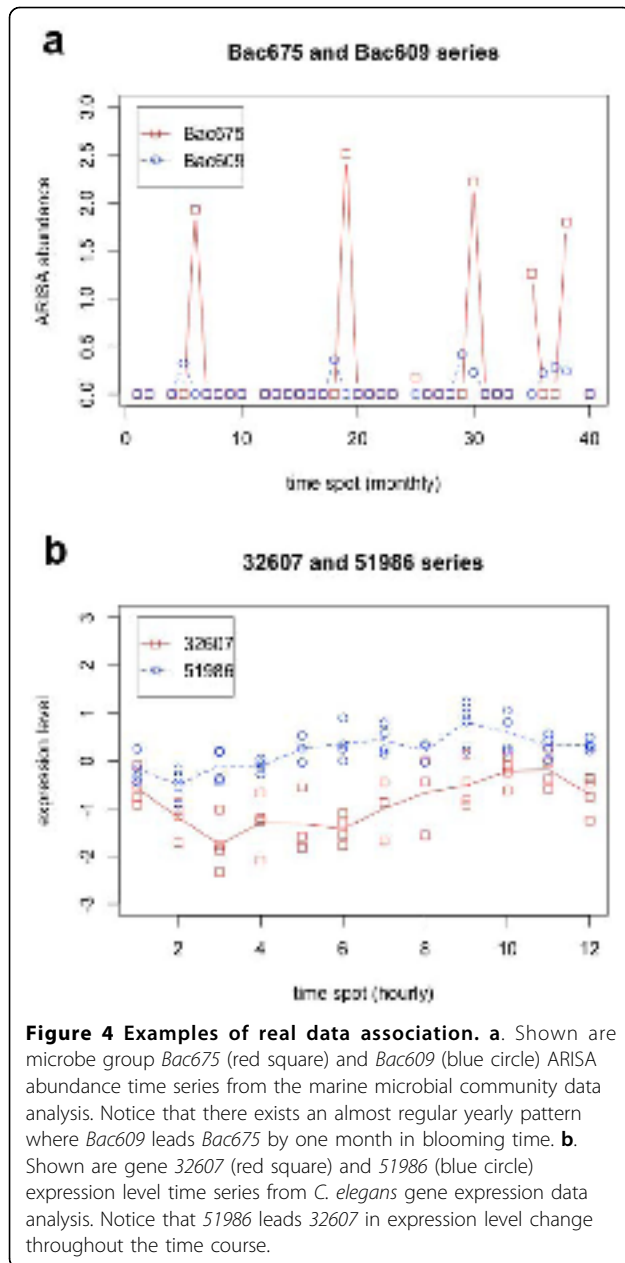 a
Bac675 and Bac609 series
3.0
2.5
2.0
1.5
1.0
0.5
0.0
ARISA abundance
Bac675
Bac609
0 10 20 30 40
time spot (monthly)
b
32607 and 51986 series
3
2
1
0
-1
-2
-3
expression level
32607
51986
2 4 6 8 10 12
time spot (hourly)
Figure 4 Examples of real data association. a. Shown are
microbe group Bac675 (red square) and Bac609 (blue circle) ARISA
abundance time series from the marine microbial community data
analysis. Notice that there exists an almost regular yearly pattern
where Bac609 leads Bac675 by one month in blooming time. b.
Shown are gene 32607 (red square) and 51986 (blue circle)
expression level time series from C. elegans gene expression data
analysis. Notice that 51986 leads 32607 in expression level change
throughout the time course.